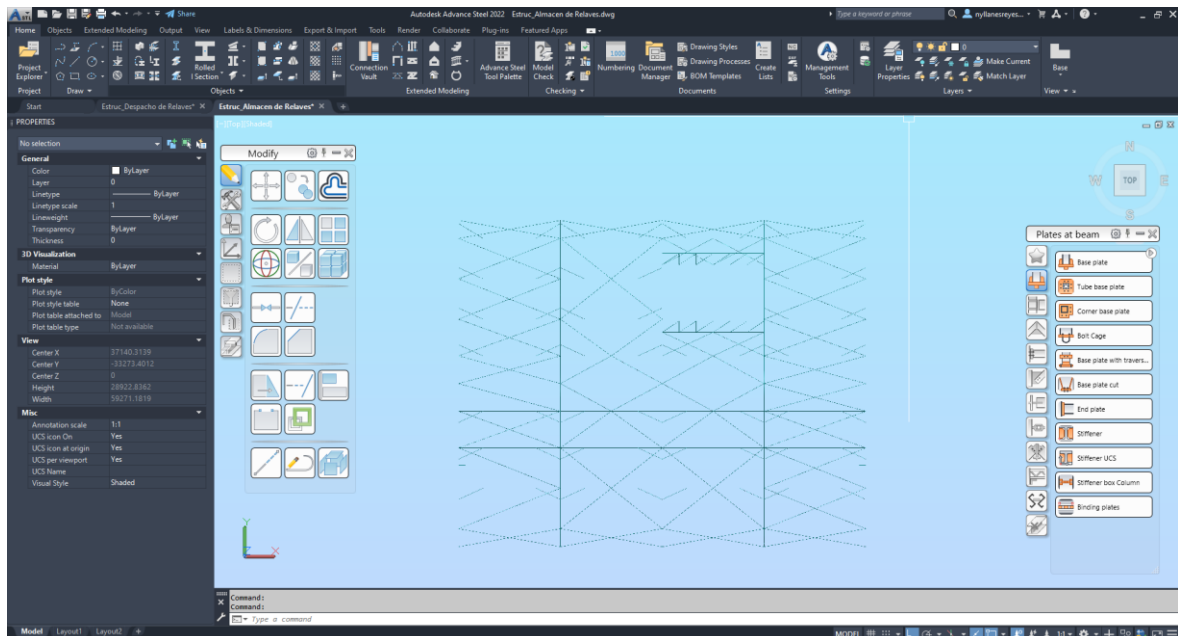 Share
Autodesk Advance Steel 2022 Estruc_Almacen de Relaves.dwg
Type a keyword or phrase
nyllanesreyes...
Home Objects Extended Modeling Output View Labels & Dimensions Export & Import Tools Render Collaborate Plug-ins Featured Apps
Project Explorer
Rolled I Section
Connection Vault
Advance Steel Tool Palette
Model Check
Numbering
Document Manager
Drawing Styles
Drawing Processes
BOM Templates
Create Lists
Management Tools
Layer Properties
0
Make Current
Match Layer
Base
Project Draw Objects Extended Modeling Checking Documents Settings Layers View
Start Estruc_Despacho de Relaves* Estruc_Almacen de Relaves*
PROPERTIES
No selection
General
Color ByLayer
Layer 0
Linetype ByLayer
Linetype scale 1
Lineweight ByLayer
Transparency ByLayer
Thickness 0
3D Visualization
Material ByLayer
Plot style
Plot style ByColor
Plot style table None
Plot table attached to Model
Plot table type Not available
View
Center X 37140.3139
Center Y -33273.4012
Center Z 0
Height 28922.8362
Width 59271.1819
Misc
Annotation scale 1:1
UCS icon On Yes
UCS icon at origin Yes
UCS per viewport Yes
UCS Name
Visual Style Shaded
[-][Top][Shaded]
Modify
N
W TOP E
S
Plates at beam
Base plate
Tube base plate
Corner base plate
Bolt Cage
Base plate with travers...
Base plate cut
End plate
Stiffener
Stiffener UCS
Stiffener box Column
Binding plates
Y
X
Command:
Command:
Type a command
Model Layout1 Layout2 +
MODEL